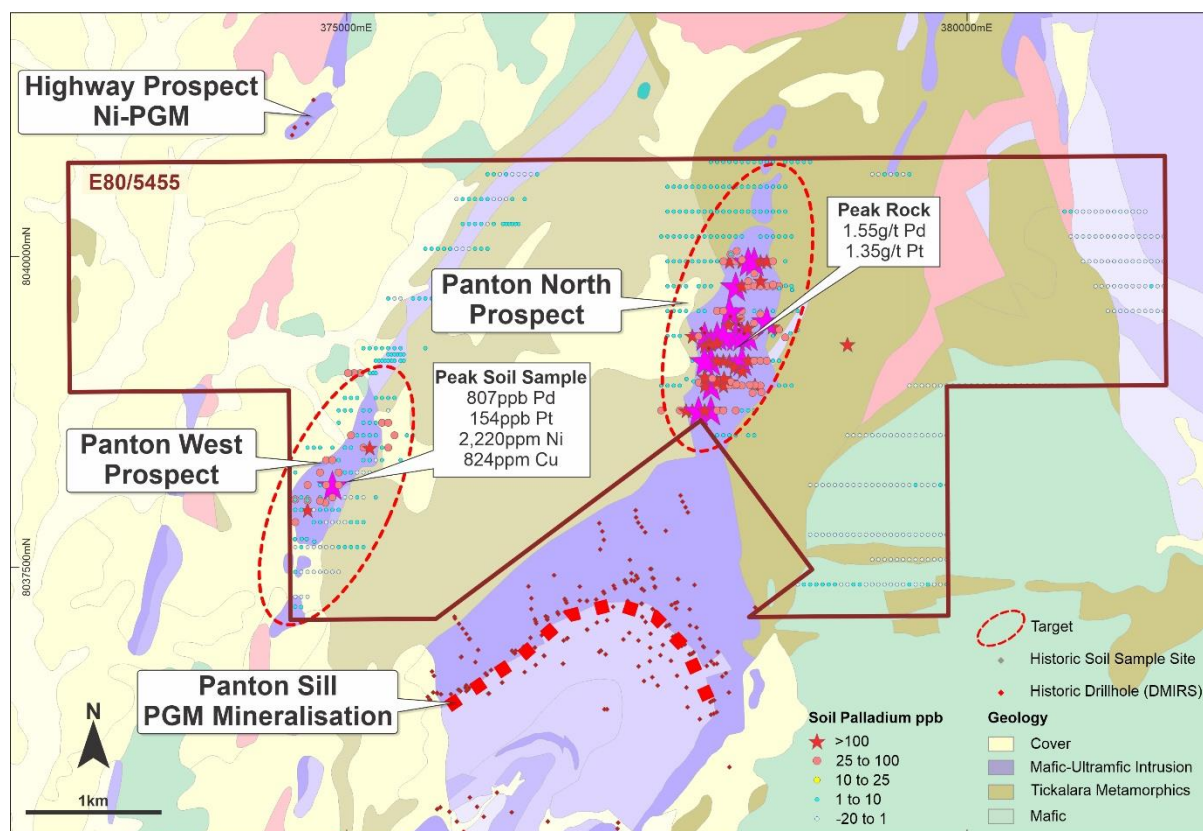 375000mE
380000mE
Highway Prospect
Ni-PGM
E80/5455
8040000mN
Peak Rock
1.55g/t Pd
1.35g/t Pt
Panton North
Prospect
Peak Soil Sample
807ppb Pd
154ppb Pt
2,220ppm Ni
824ppm Cu
Panton West
Prospect
8037500mN
Panton Sill
PGM Mineralisation
N
1km
Target
Historic Soil Sample Site
Historic Drillhole (DMIRS)
Soil Palladium ppb
>100
25 to 100
10 to 25
1 to 10
-20 to 1
Geology
Cover
Mafic-Ultramfic Intrusion
Tickalara Metamorphics
Mafic